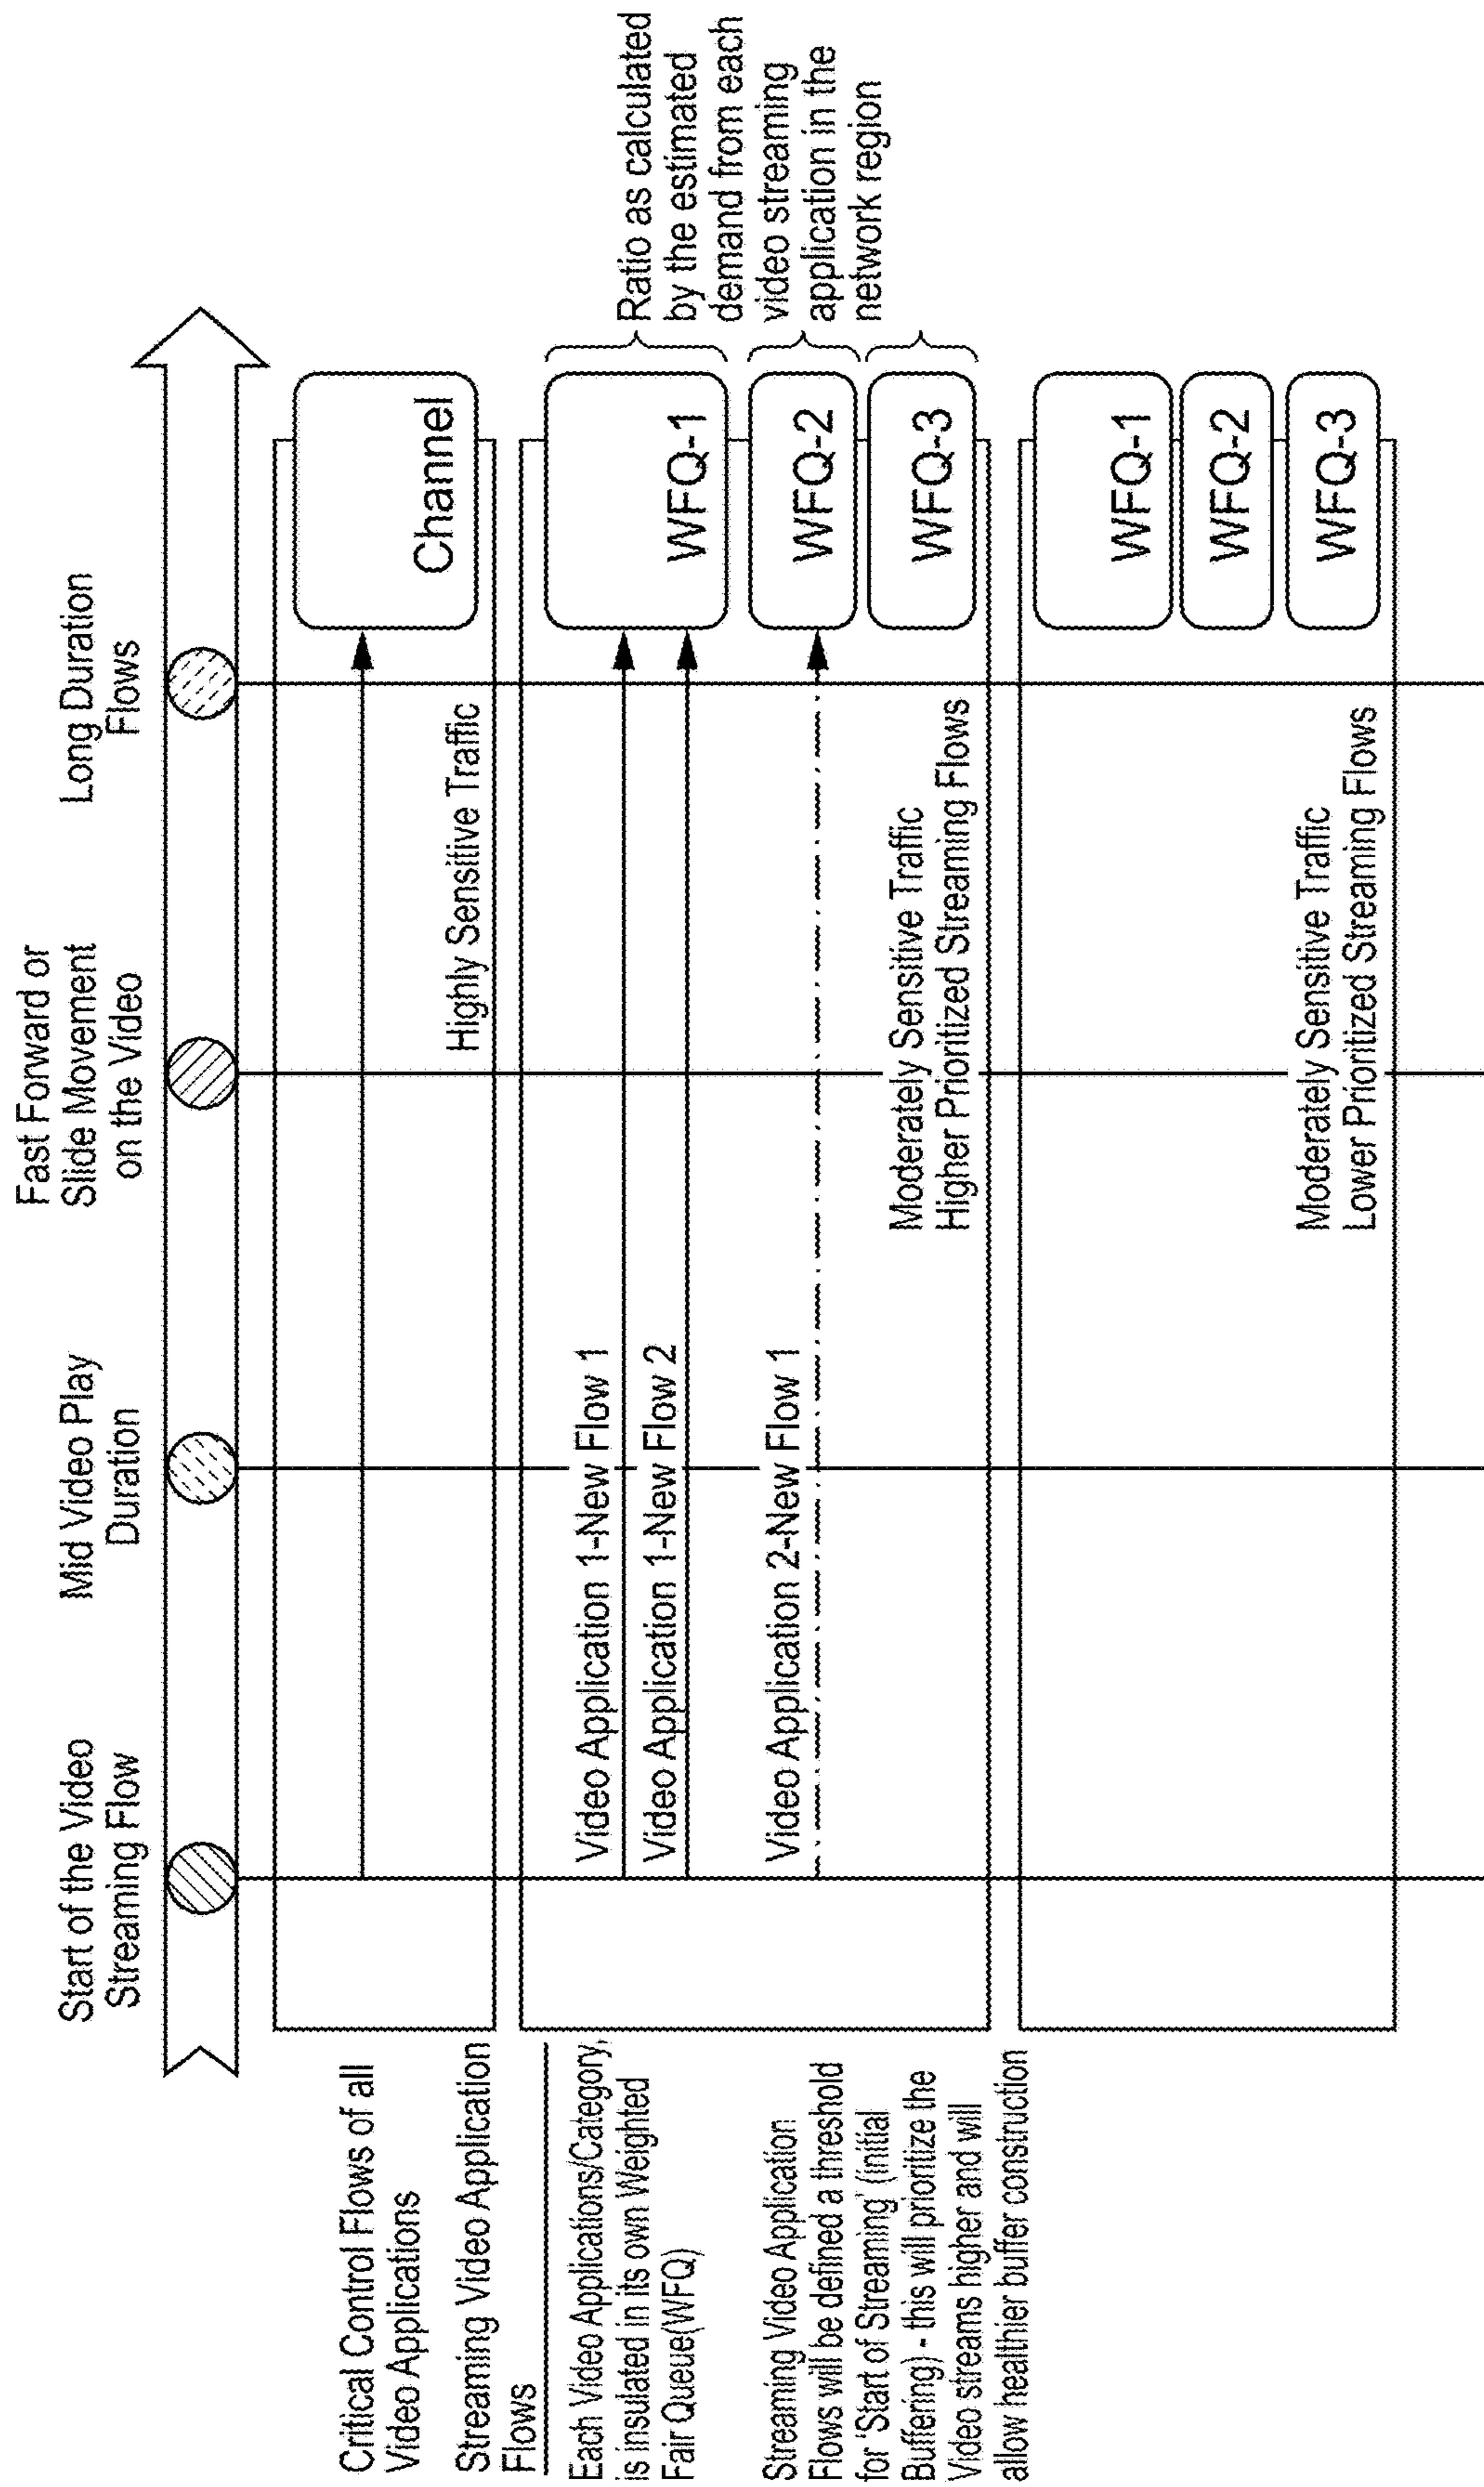 Start of the Video
Streaming Flow
Mid Video Play
Duration
Fast Forward or
Slide Movement
on the Video
Long Duration
Flows
Critical Control Flows of all
Video Applications
Highly Sensitive Traffic
Channel
Streaming Video Application
Flows
Each Video Applications/Category,
is insulated in its own Weighted
Fair Queue(WFQ)
Streaming Video Application
Flows will be defined a threshold
for 'Start of Streaming' (initial
Buffering) - this will prioritize the
Video streams higher and will
allow healthier buffer construction
Video Application 1-New Flow 1
Video Application 1-New Flow 2
Video Application 2-New Flow 1
Moderately Sensitive Traffic
Higher Prioritized Streaming Flows
WFQ-1
WFQ-2
WFQ-3
Ratio as calculated
by the estimated
demand from each
video streaming
application in the
network region
Moderately Sensitive Traffic
Lower Prioritized Streaming Flows
WFQ-1
WFQ-2
WFQ-3